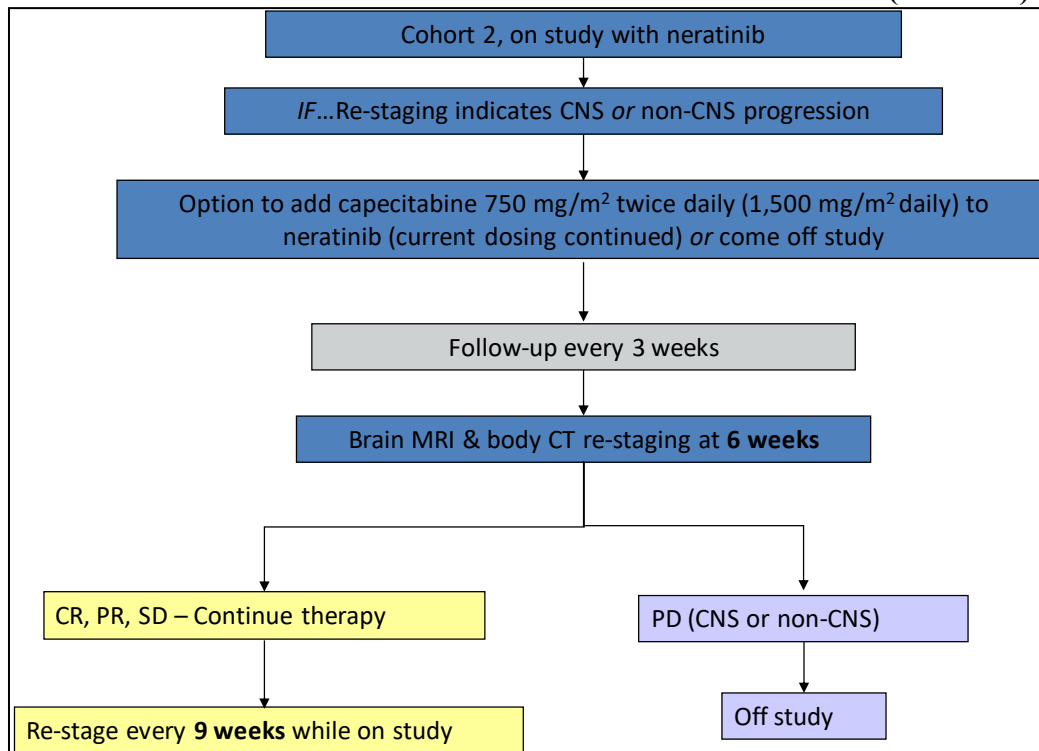 Cohort 2, on study with neratinib
IF...Re-staging indicates CNS or non-CNS progression
Option to add capecitabine 750 mg/m² twice daily (1,500 mg/m² daily) to
neratinib (current dosing continued) or come off study
Follow-up every 3 weeks
Brain MRI & body CT re-staging at 6 weeks
CR, PR, SD – Continue therapy
PD (CNS or non-CNS)
Re-stage every 9 weeks while on study
Off study